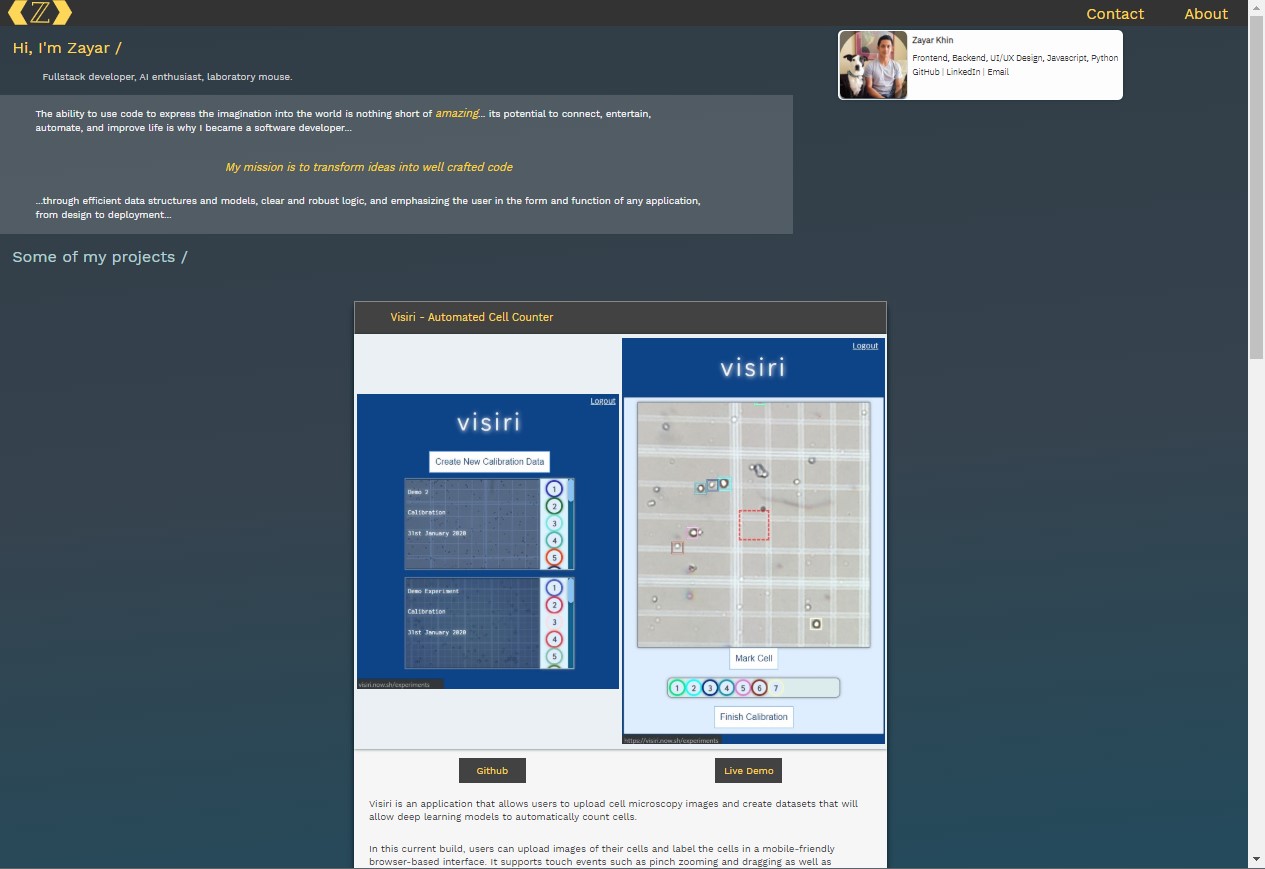 Z
Contact
About
Hi, I'm Zayar /
Fullstack developer, AI enthusiast, laboratory mouse.
Zayar Khin
Frontend, Backend, UI/UX Design, Javascript, Python
GitHub | LinkedIn | Email
The ability to use code to express the imagination into the world is nothing short of amazing... its potential to connect, entertain,
automate, and improve life is why I became a software developer...
My mission is to transform ideas into well crafted code
...through efficient data structures and models, clear and robust logic, and emphasizing the user in the form and function of any application,
from design to deployment...
Some of my projects /
Visiri - Automated Cell Counter
Logout
visiri
Create New Calibration Data
Demo 2
Calibration
31st January 2020
1
2
3
4
5
Demo Experiment
Calibration
31st January 2020
1
2
3
4
5
visiri.now.sh/experiments
Logout
visiri
Mark Cell
1 2 3 4 5 6 7
Finish Calibration
https://visiri.now.sh/experiments
Github
Live Demo
Visiri is an application that allows users to upload cell microscopy images and create datasets that will
allow deep learning models to automatically count cells.
In this current build, users can upload images of their cells and label the cells in a mobile-friendly
browser-based interface. It supports touch events such as pinch zooming and dragging as well as